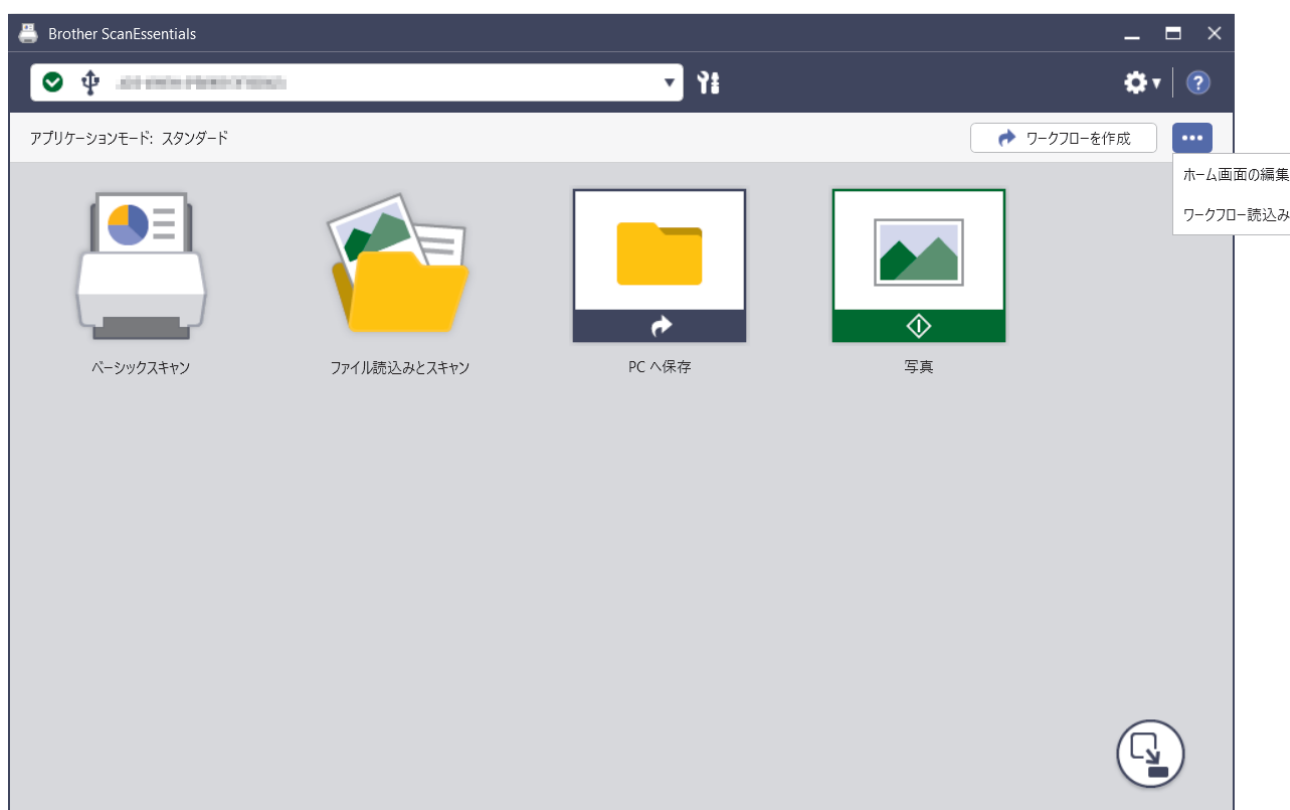 Brother ScanEssentials
アプリケーションモード: スタンダード
ワークフローを作成
ホーム画面の編集
ワークフロー読込み
ベーシックスキャン
ファイル読込みとスキャン
PC へ保存
写真